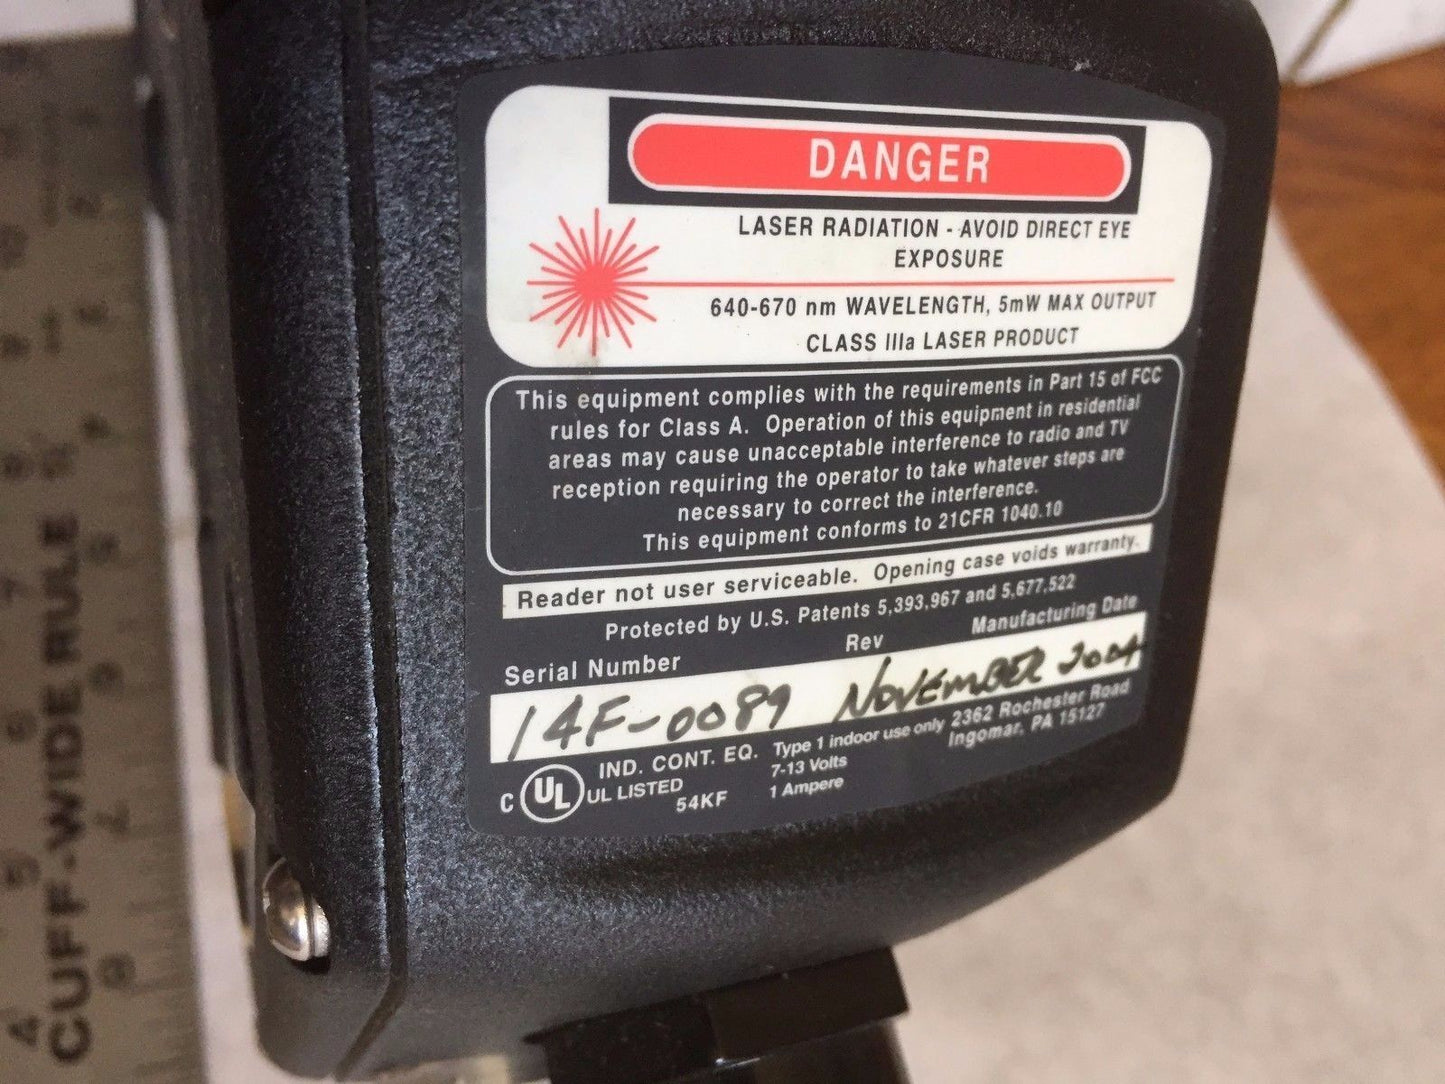 DANGER
LASER RADIATION - AVOID DIRECT EYE
EXPOSURE
640-670 nm WAVELENGTH, 5mW MAX OUTPUT
CLASS IIIa LASER PRODUCT
This equipment complies with the requirements in Part 15 of FCC
rules for Class A. Operation of this equipment in residential
areas may cause unacceptable interference to radio and TV
reception requiring the operator to take whatever steps are
necessary to correct the interference.
This equipment conforms to 21CFR 1040.10
Reader not user serviceable. Opening case voids warranty.
Protected by U.S. Patents 5,393,967 and 5,677,522
Serial Number Rev Manufacturing Date
14F-0089 NOVEMBER 2004
C UL IND. CONT. EQ.
UL LISTED
54KF
Type 1 indoor use only
7-13 Volts
1 Ampere
2362 Rochester Road
Ingomar, PA 15127
CUFF-WIDE RULE